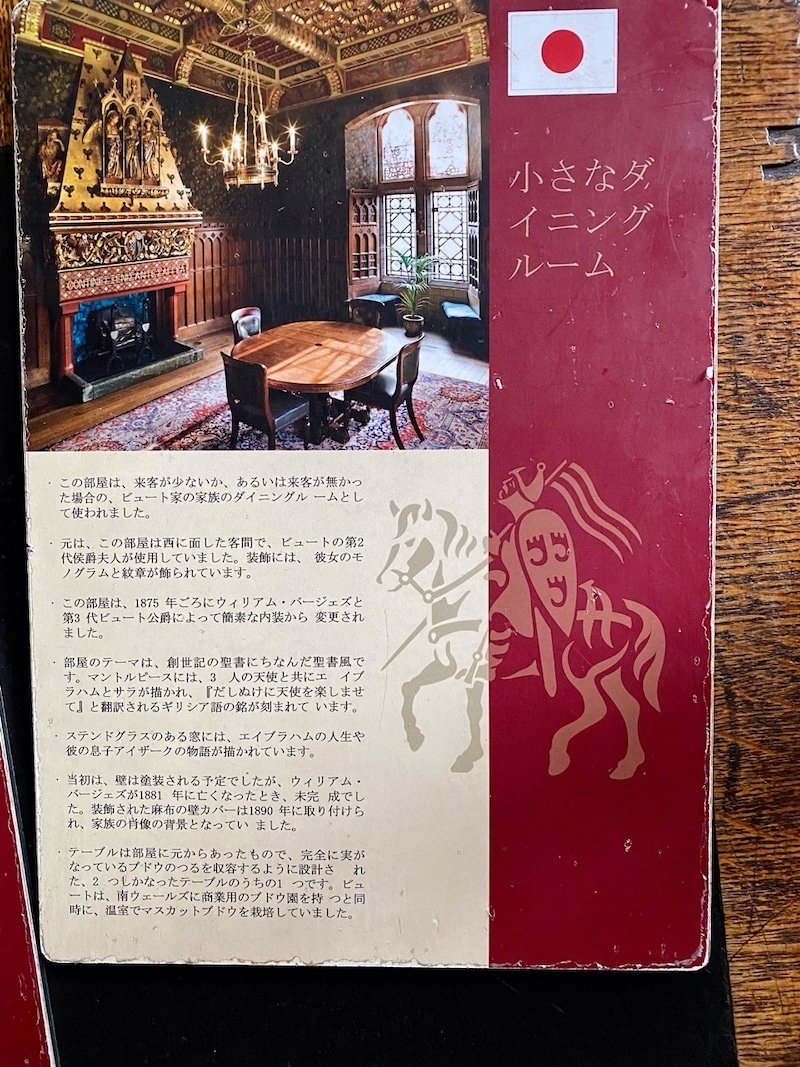 小さなダ
イニング
ルーム
· この部屋は、来客が少ないか、あるいは来客が無かっ
た場合の、ビュート家の家族のダイニングル ームとし
て使われました。
· 元は、この部屋は西に面した客間で、ビュートの第2
代侯爵夫人が使用していました。装飾には、 彼女のモ
ノグラムと紋章が飾られています。
· この部屋は、1875 年ごろにウィリアム・バージェズと
第3 代ビュート公爵によって簡素な内装から 変更され
ました。
· 部屋のテーマは、創世記の聖書にちなんだ聖書風で
す。マントルピースには、3 人の天使と共にエ イブ
ラハムとサラが描かれ、『だしぬけに天使を楽しませ
て』と翻訳されるギリシア語の銘が刻まれて います。
· ステンドグラスのある窓には、エイブラハムの人生や
彼の息子アイザークの物語が描かれています。
· 当初は、壁は塗装される予定でしたが、ウィリアム・
バージェズが1881 年に亡くなったとき、未完 成でし
た。装飾された麻布の壁カバーは1890 年に取り付けら
れ、家族の肖像の背景となってい ました。
· テーブルは部屋に元からあったもので、完全に実が
なっているブドウのつるを収容するように設計さ れ
た、2 つしかなったテーブルのうちの1 つです。ビュ
ートは、南ウェールズに商業用のブドウ園を持 つと同
時に、温室でマスカットブドウを栽培していました。